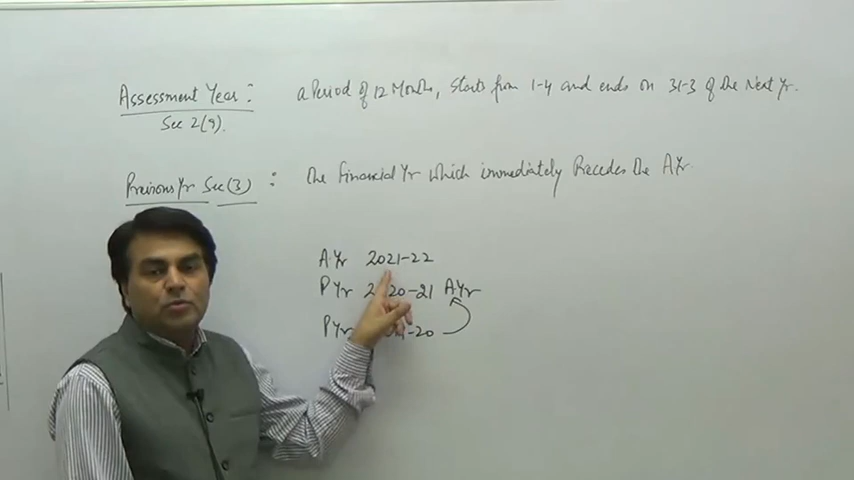 Assessment Year : a Period of 12 Months, Starts from 1-4 and ends on 31-3 of the Next Yr.
Sec 2(9).
Previous Yr Sec(3) : the Financial Yr which immediately Precedes the A Yr
A Yr 2021-22
P Yr 2020-21 A Yr
P Yr -20